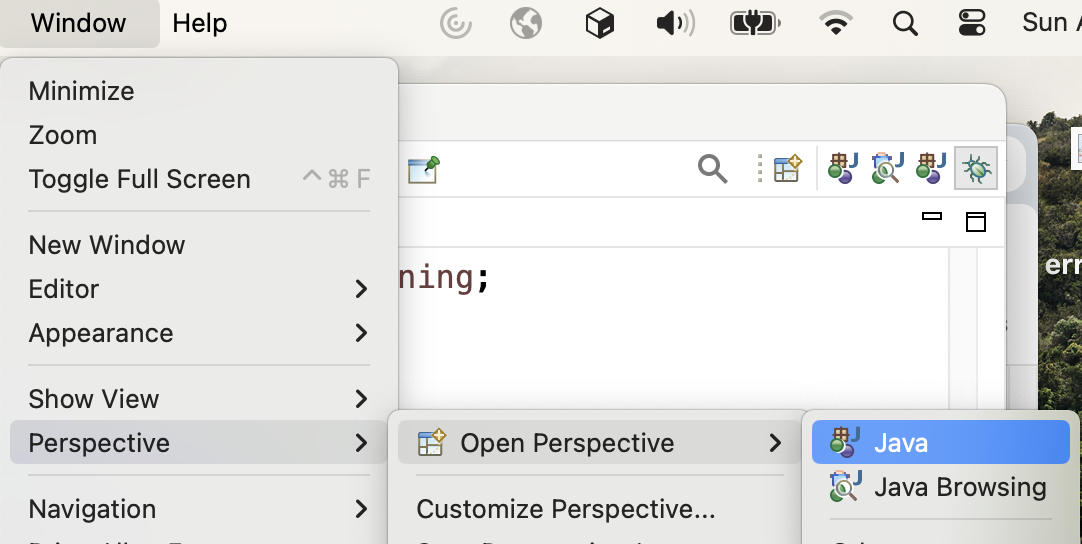 Window Help Sun
Minimize
Zoom
Toggle Full Screen ^⌘F
New Window
Editor
Appearance
Show View
Perspective
Navigation
ning;
err
Open Perspective
Customize Perspective...
Java
Java Browsing